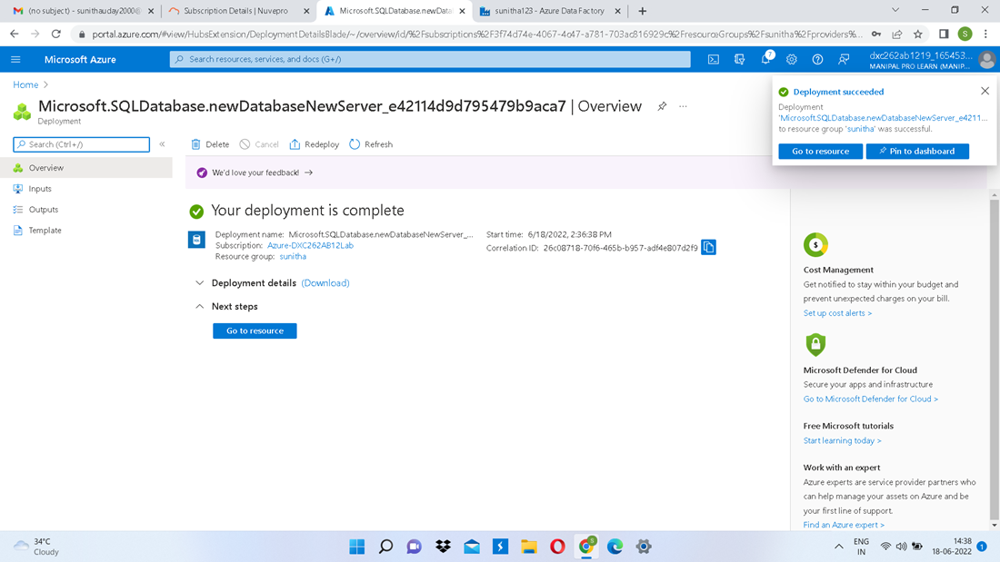 (no subject) - sunithauday2000@
Subscription Details | Nuvepro
Microsoft.SQLDatabase.newData
sunitha123 - Azure Data Factory
portal.azure.com/#view/HubsExtension/DeploymentDetailsBlade/~/overview/id/%2Fsubscriptions%2F3f74d74e-4067-4a47-a781-703ac816929c%2FresourceGroups%2Fsunitha%2Fproviders%...
S
Microsoft Azure
Search resources, services, and docs (G+/)
7
dxc262ab1219_165453...
MANIPAL PRO LEARN (MANIP...
Home >
Microsoft.SQLDatabase.newDatabaseNewServer_e42114d9d795479b9aca7 | Overview
...
Deployment
Search (Ctrl+/)
«
Delete
Cancel
Redeploy
Refresh
Overview
Inputs
Outputs
Template
We'd love your feedback! →
Deployment succeeded
Deployment
'Microsoft.SQLDatabase.newDatabaseNewServer_e4211...
to resource group 'sunitha' was successful.
Go to resource
Pin to dashboard
Your deployment is complete
Deployment name: Microsoft.SQLDatabase.newDatabaseNewServer_...
Subscription: Azure-DXC262AB12Lab
Resource group: sunitha
Start time: 6/18/2022, 2:36:38 PM
Correlation ID: 26c08718-70f6-465b-b957-adf4e807d2f9
Deployment details (Download)
Next steps
Go to resource
Cost Management
Get notified to stay within your budget and
prevent unexpected charges on your bill.
Set up cost alerts >
Microsoft Defender for Cloud
Secure your apps and infrastructure
Go to Microsoft Defender for Cloud >
Free Microsoft tutorials
Start learning today >
Work with an expert
Azure experts are service provider partners who
can help manage your assets on Azure and be
your first line of support.
Find an Azure expert >
34°C
Cloudy
ENG
IN
14:38
18-06-2022
1